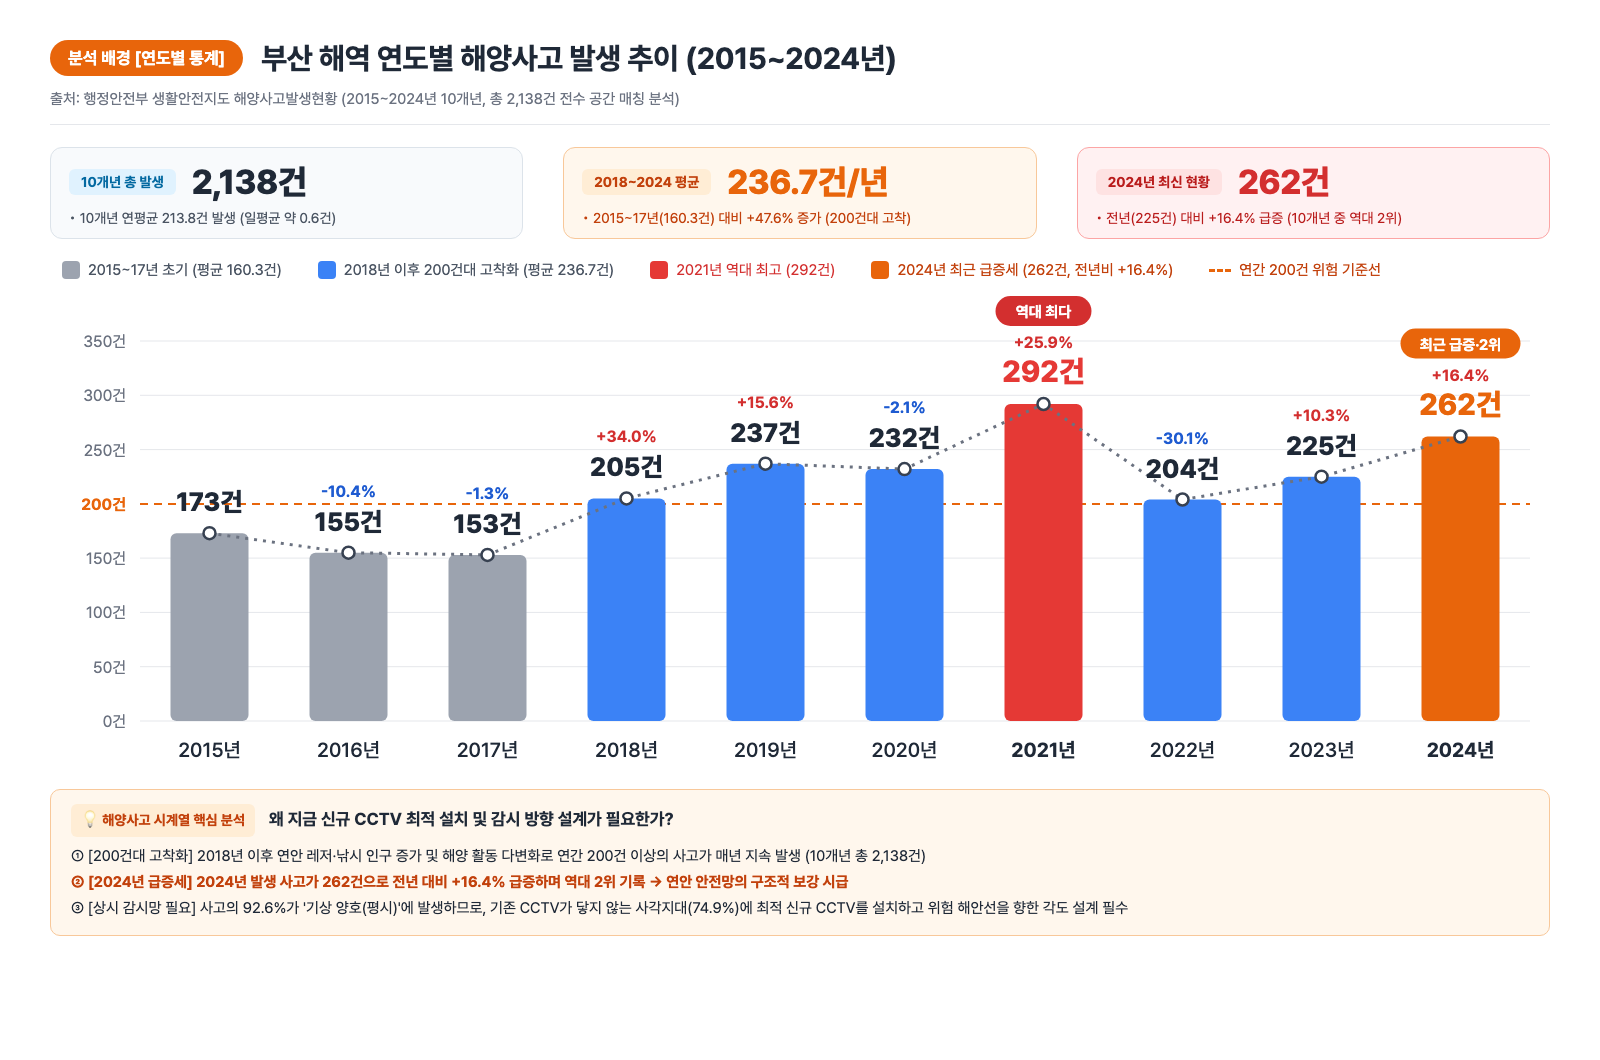 분석 배경 [연도별 통계] 부산 해역 연도별 해양사고 발생 추이 (2015~2024년)
출처: 행정안전부 생활안전지도 해양사고발생현황 (2015~2024년 10개년, 총 2,138건 전수 공간 매칭 분석)
10개년 총 발생 2,138건
• 10개년 연평균 213.8건 발생 (일평균 약 0.6건)
2018~2024 평균 236.7건/년
• 2015~17년(160.3건) 대비 +47.6% 증가 (200건대 고착)
2024년 최신 현황 262건
• 전년(225건) 대비 +16.4% 급증 (10개년 중 역대 2위)
2015~17년 초기 (평균 160.3건)
2018년 이후 200건대 고착화 (평균 236.7건)
2021년 역대 최고 (292건)
2024년 최근 급증세 (262건, 전년비 +16.4%)
연간 200건 위험 기준선
350건
300건
250건
200건
150건
100건
50건
0건
173건
-10.4%
155건
-1.3%
153건
+34.0%
205건
+15.6%
237건
-2.1%
232건
역대 최다
+25.9%
292건
-30.1%
204건
+10.3%
225건
최근 급증·2위
+16.4%
262건
2015년 2016년 2017년 2018년 2019년 2020년 2021년 2022년 2023년 2024년
💡 해양사고 시계열 핵심 분석 왜 지금 신규 CCTV 최적 설치 및 감시 방향 설계가 필요한가?
① [200건대 고착화] 2018년 이후 연안 레저·낚시 인구 증가 및 해양 활동 다변화로 연간 200건 이상의 사고가 매년 지속 발생 (10개년 총 2,138건)
② [2024년 급증세] 2024년 발생 사고가 262건으로 전년 대비 +16.4% 급증하며 역대 2위 기록 → 연안 안전망의 구조적 보강 시급
③ [상시 감시망 필요] 사고의 92.6%가 '기상 양호(평시)'에 발생하므로, 기존 CCTV가 닿지 않는 사각지대(74.9%)에 최적 신규 CCTV를 설치하고 위험 해안선을 향한 각도 설계 필수